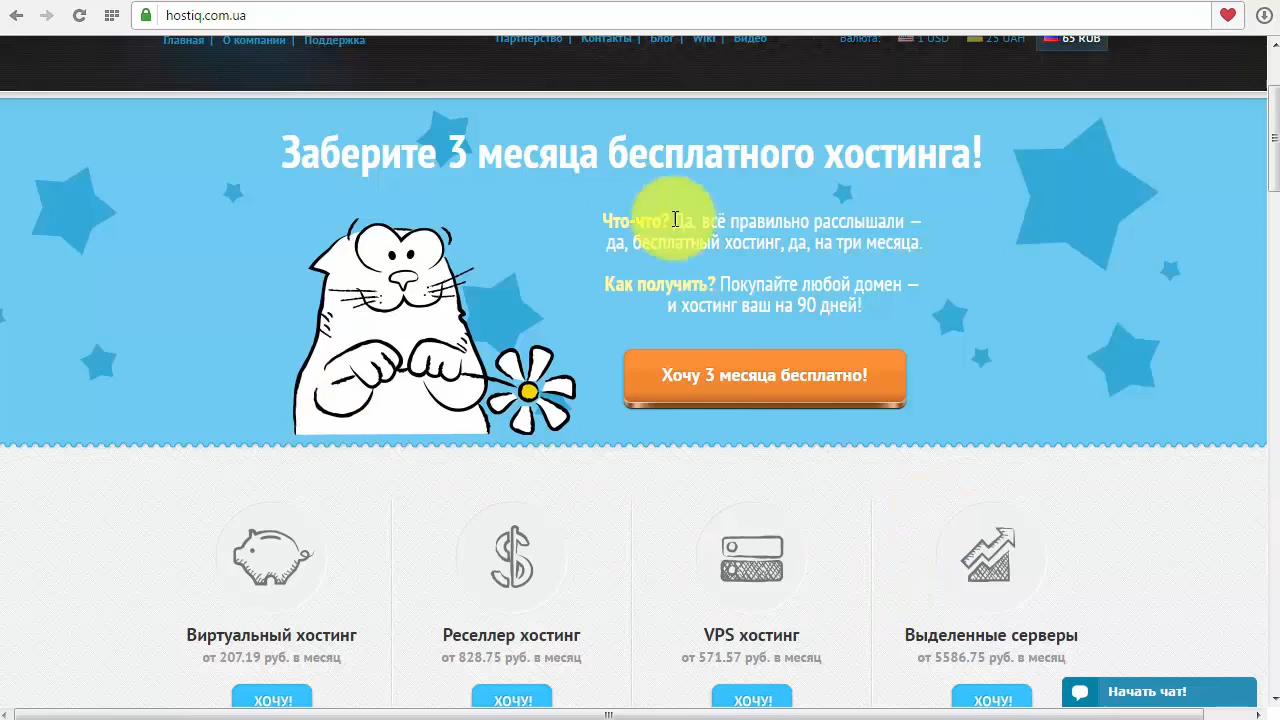 hostiq.com.ua
Главная | О компании | Поддержка
Партнерство | Контакты | Блог | Wiki | Видео
Валюта: 1 USD 25 UAH 65 RUB
Заберите 3 месяца бесплатного хостинга!
Что-что? Да, всё правильно расслышали —
да, бесплатный хостинг, да, на три месяца.
Как получить? Покупайте любой домен —
и хостинг ваш на 90 дней!
Хочу 3 месяца бесплатно!
Виртуальный хостинг
от 207.19 руб. в месяц
ХОЧУ!
Реселлер хостинг
от 828.75 руб. в месяц
ХОЧУ!
VPS хостинг
от 571.57 руб. в месяц
ХОЧУ!
Выделенные серверы
от 5586.75 руб. в месяц
ХОЧУ!
Начать чат!